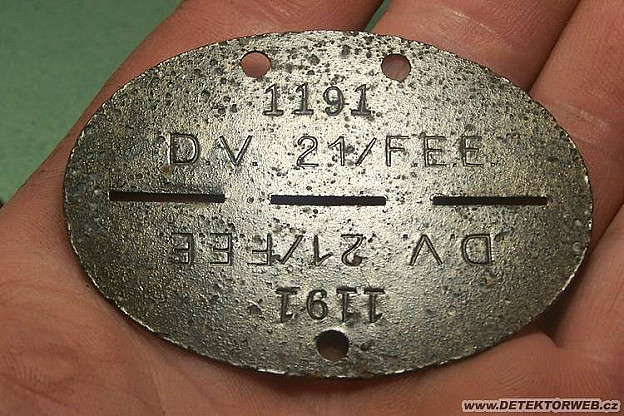 1191
D.V. 21/F.E.E.
D.V. 21/F.E.E
1191
www.DETEKTORWEB.cz